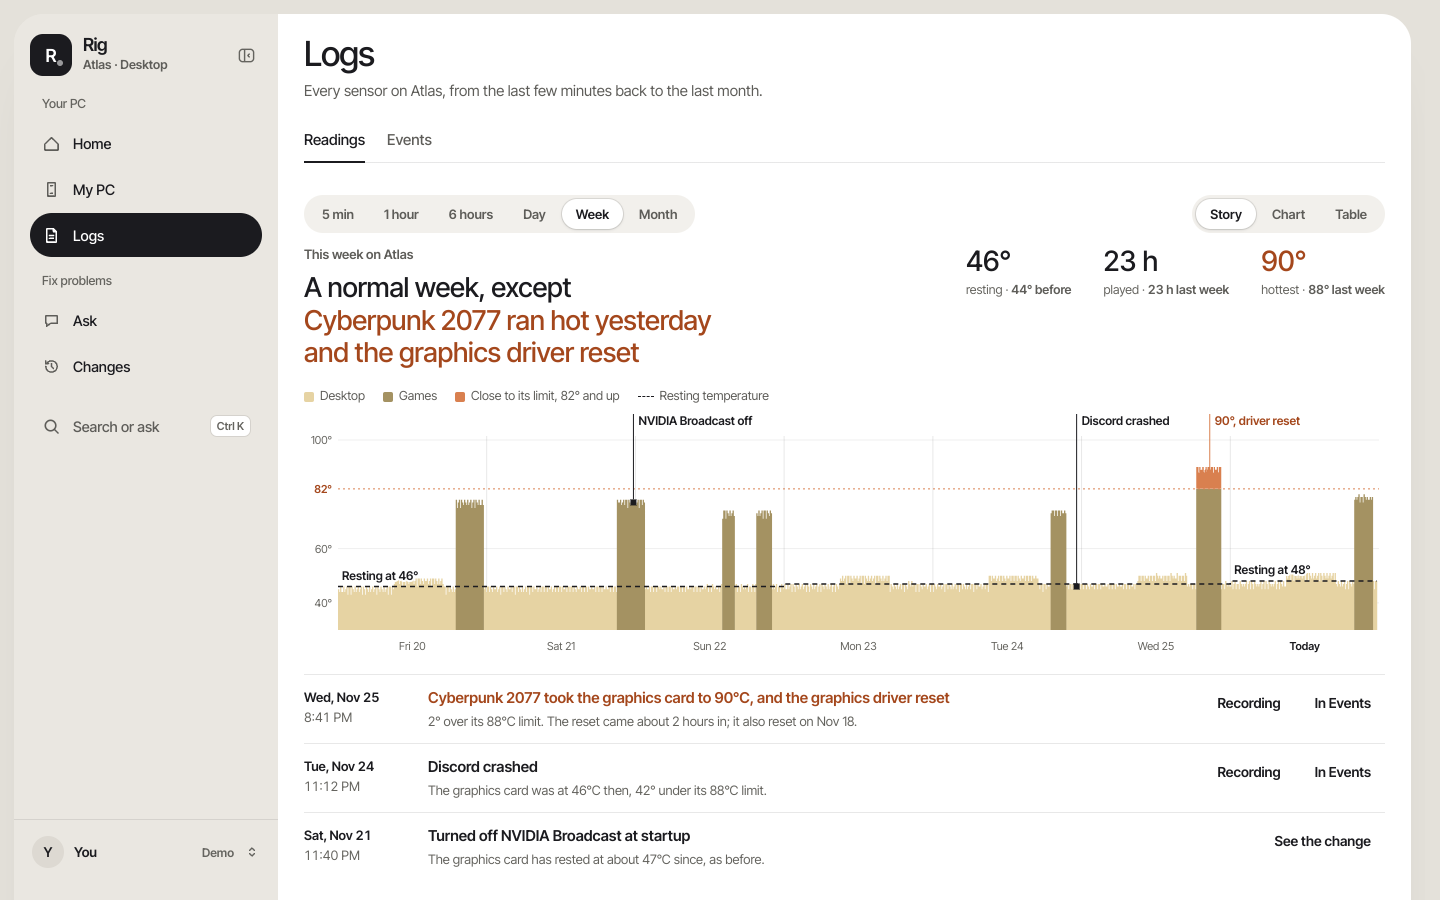 R.
Rig
Atlas · Desktop
Your PC
Home
My PC
Logs
Fix problems
Ask
Changes
Search or ask
Ctrl K
Y
You
Demo
Logs
Every sensor on Atlas, from the last few minutes back to the last month.
Readings
Events
5 min
1 hour
6 hours
Day
Week
Month
Story
Chart
Table
This week on Atlas
A normal week, except
Cyberpunk 2077 ran hot yesterday
and the graphics driver reset
46°
resting · 44° before
23 h
played · 23 h last week
90°
hottest · 88° last week
Desktop
Games
Close to its limit, 82° and up
Resting temperature
NVIDIA Broadcast off
Discord crashed
90°, driver reset
100°
82°
60°
40°
Resting at 46°
Resting at 48°
Fri 20
Sat 21
Sun 22
Mon 23
Tue 24
Wed 25
Today
Wed, Nov 25
8:41 PM
Cyberpunk 2077 took the graphics card to 90°C, and the graphics driver reset
2° over its 88°C limit. The reset came about 2 hours in; it also reset on Nov 18.
Recording
In Events
Tue, Nov 24
11:12 PM
Discord crashed
The graphics card was at 46°C then, 42° under its 88°C limit.
Recording
In Events
Sat, Nov 21
11:40 PM
Turned off NVIDIA Broadcast at startup
The graphics card has rested at about 47°C since, as before.
See the change